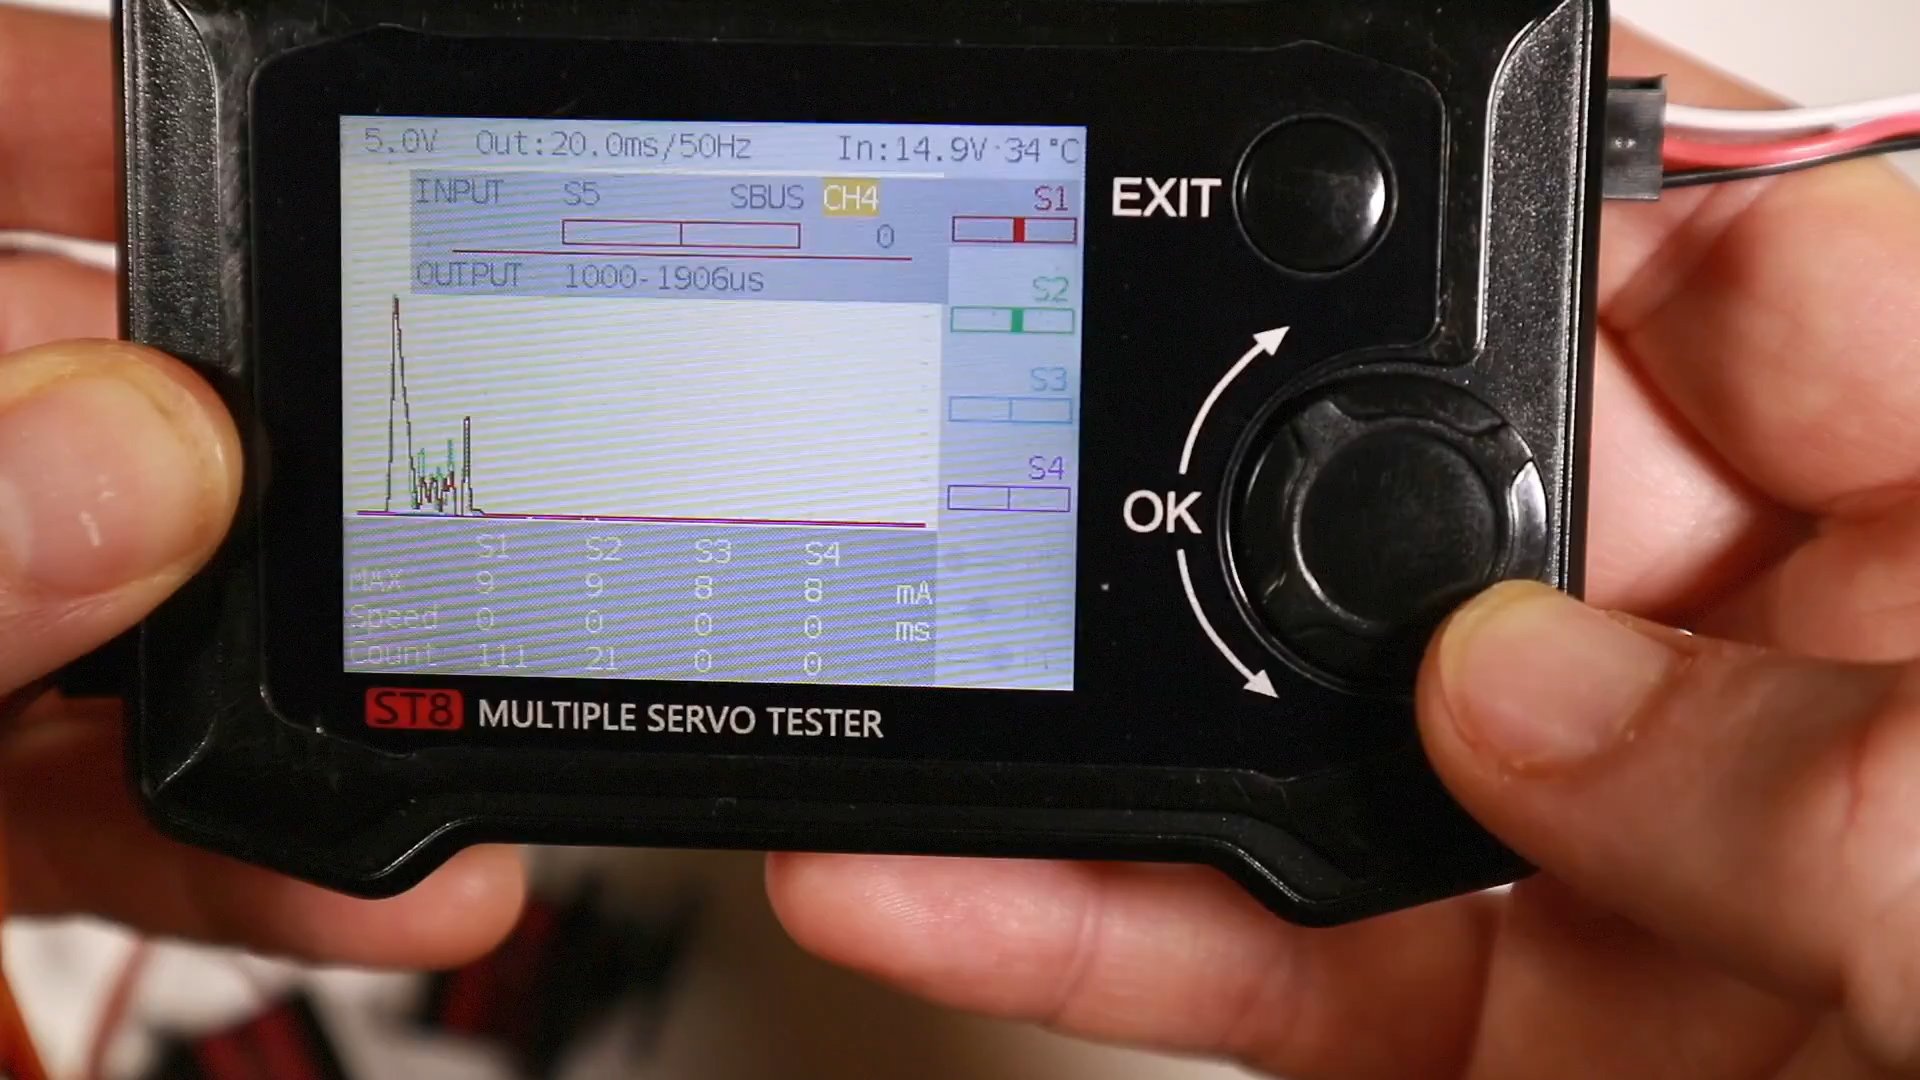 5.0V Out:20.0ms/50Hz In:14.9V 34°C
INPUT S5 SBUS CH4
0
OUTPUT 1000-1906us
S1
S2
S3
S4
S1 S2 S3 S4
MAX 9 9 8 8 mA
Speed 0 0 0 0 ms
Count 111 21 0 0
ST8 MULTIPLE SERVO TESTER
EXIT
OK